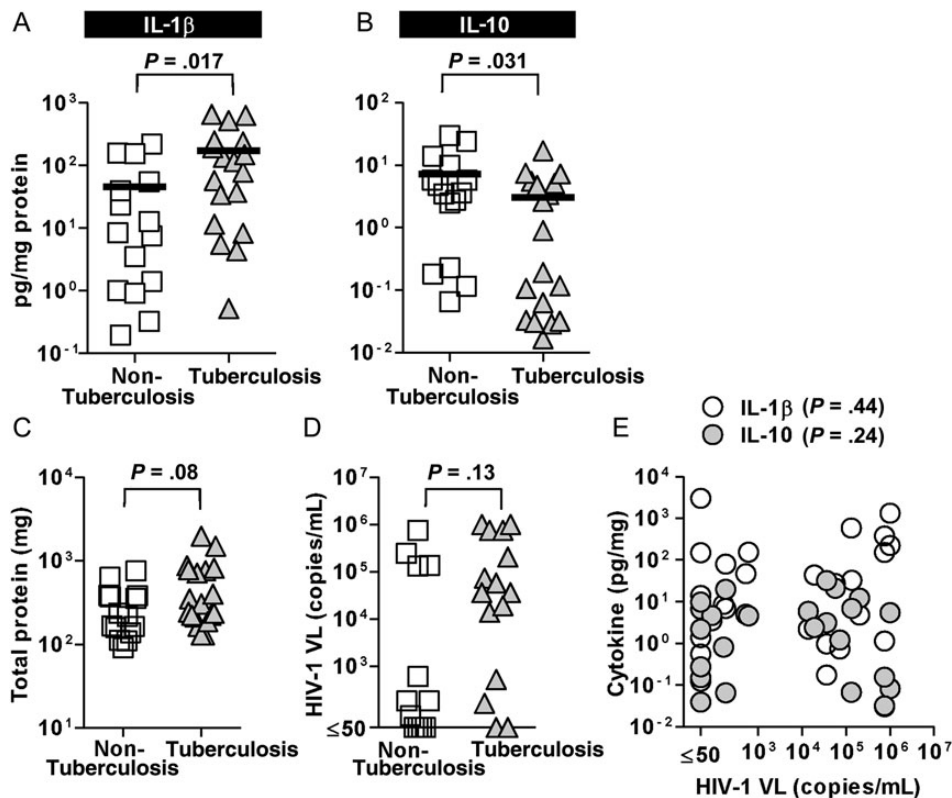 A
IL-1β
P = .017
pg/mg protein
10³
10²
10¹
10⁰
10⁻¹
Non-
Tuberculosis
Tuberculosis
B
IL-10
P = .031
10²
10¹
10⁰
10⁻¹
10⁻²
Non-
Tuberculosis
Tuberculosis
C
P = .08
Total protein (mg)
10⁴
10³
10²
10¹
Non-
Tuberculosis
Tuberculosis
D
P = .13
HIV-1 VL (copies/mL)
10⁷
10⁶
10⁵
10⁴
10³
≤50
Non-
Tuberculosis
Tuberculosis
E
IL-1β (P = .44)
IL-10 (P = .24)
Cytokine (pg/mg)
10⁴
10³
10²
10¹
10⁰
10⁻¹
10⁻²
≤50
10³
10⁴
10⁵
10⁶
10⁷
HIV-1 VL (copies/mL)